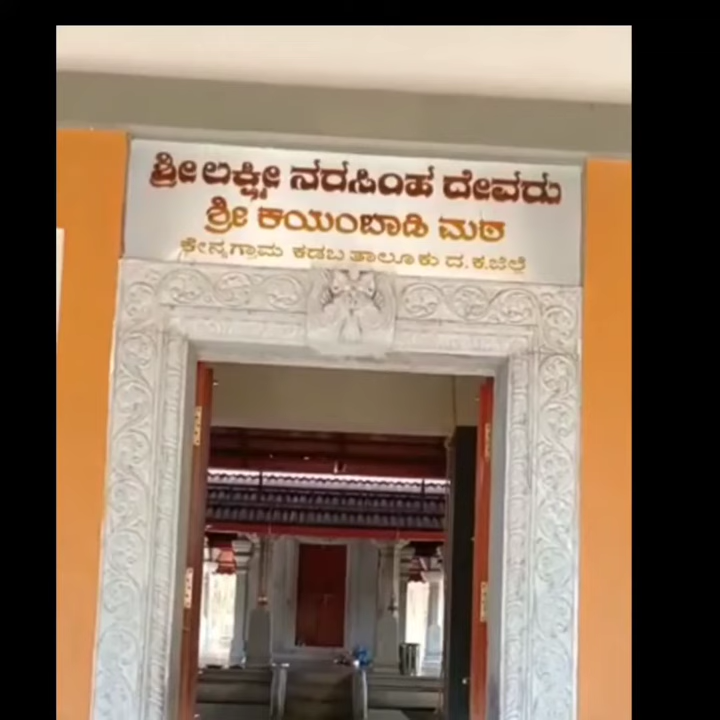 ಶ್ರೀ ಲಕ್ಷ್ಮೀ ನರಸಿಂಹ ದೇವರು
ಶ್ರೀ ಕಯಂಬಾಡಿ ಮಠ
ಕೇನ್ಯಗ್ರಾಮ ಕಡಬ ತಾಲೂಕು ದ.ಕ.ಜಿಲ್ಲೆ